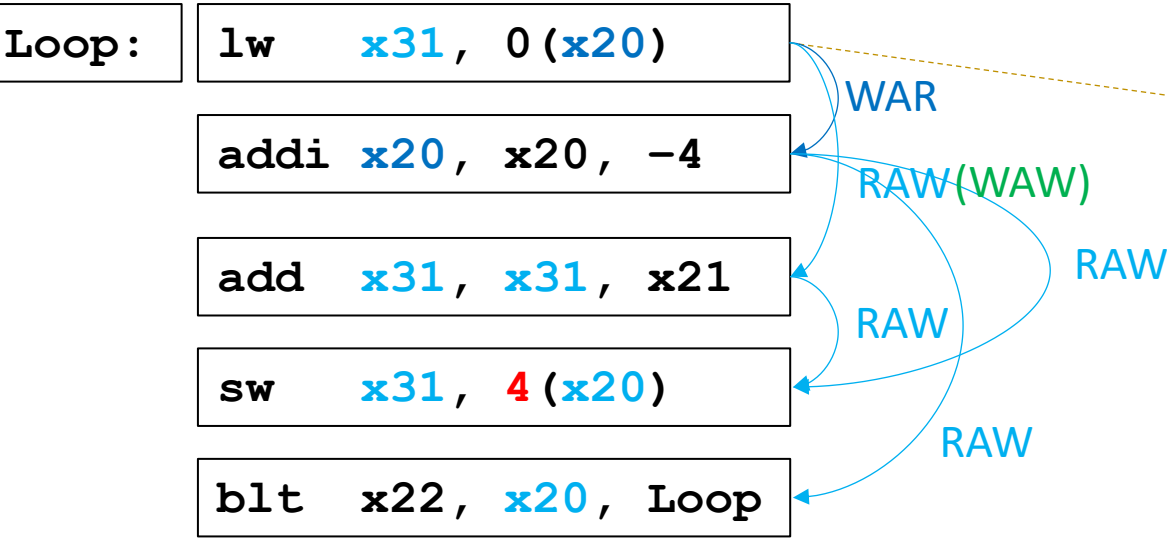 Loop: lw x31, 0(x20)
WAR
addi x20, x20, −4
RAW(WAW)
add x31, x31, x21
RAW
RAW
sw x31, 4(x20)
RAW
blt x22, x20, Loop